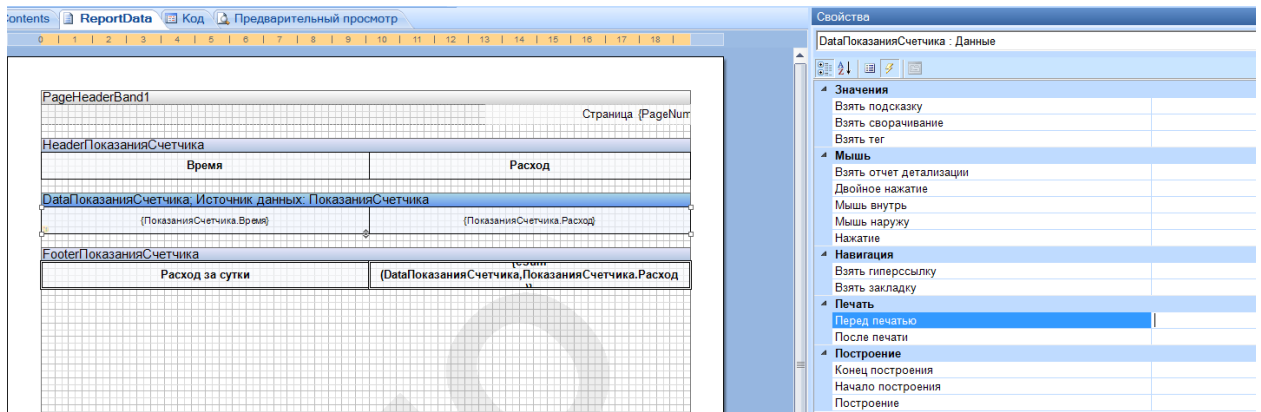 Contents ReportData Код Предварительный просмотр
0 1 2 3 4 5 6 7 8 9 10 11 12 13 14 15 16 17 18
PageHeaderBand1
Страница {PageNum
HeaderПоказанияСчетчика
Время Расход
DataПоказанияСчетчика; Источник данных: ПоказанияСчетчика
{ПоказанияСчетчика.Время} {ПоказанияСчетчика.Расход}
FooterПоказанияСчетчика
Расход за сутки (DataПоказанияСчетчика,ПоказанияСчетчика.Расход
Свойства
DataПоказанияСчетчика : Данные
Значения
Взять подсказку
Взять сворачивание
Взять тег
Мышь
Взять отчет детализации
Двойное нажатие
Мышь внутрь
Мышь наружу
Нажатие
Навигация
Взять гиперссылку
Взять закладку
Печать
Перед печатью
После печати
Построение
Конец построения
Начало построения
Построение